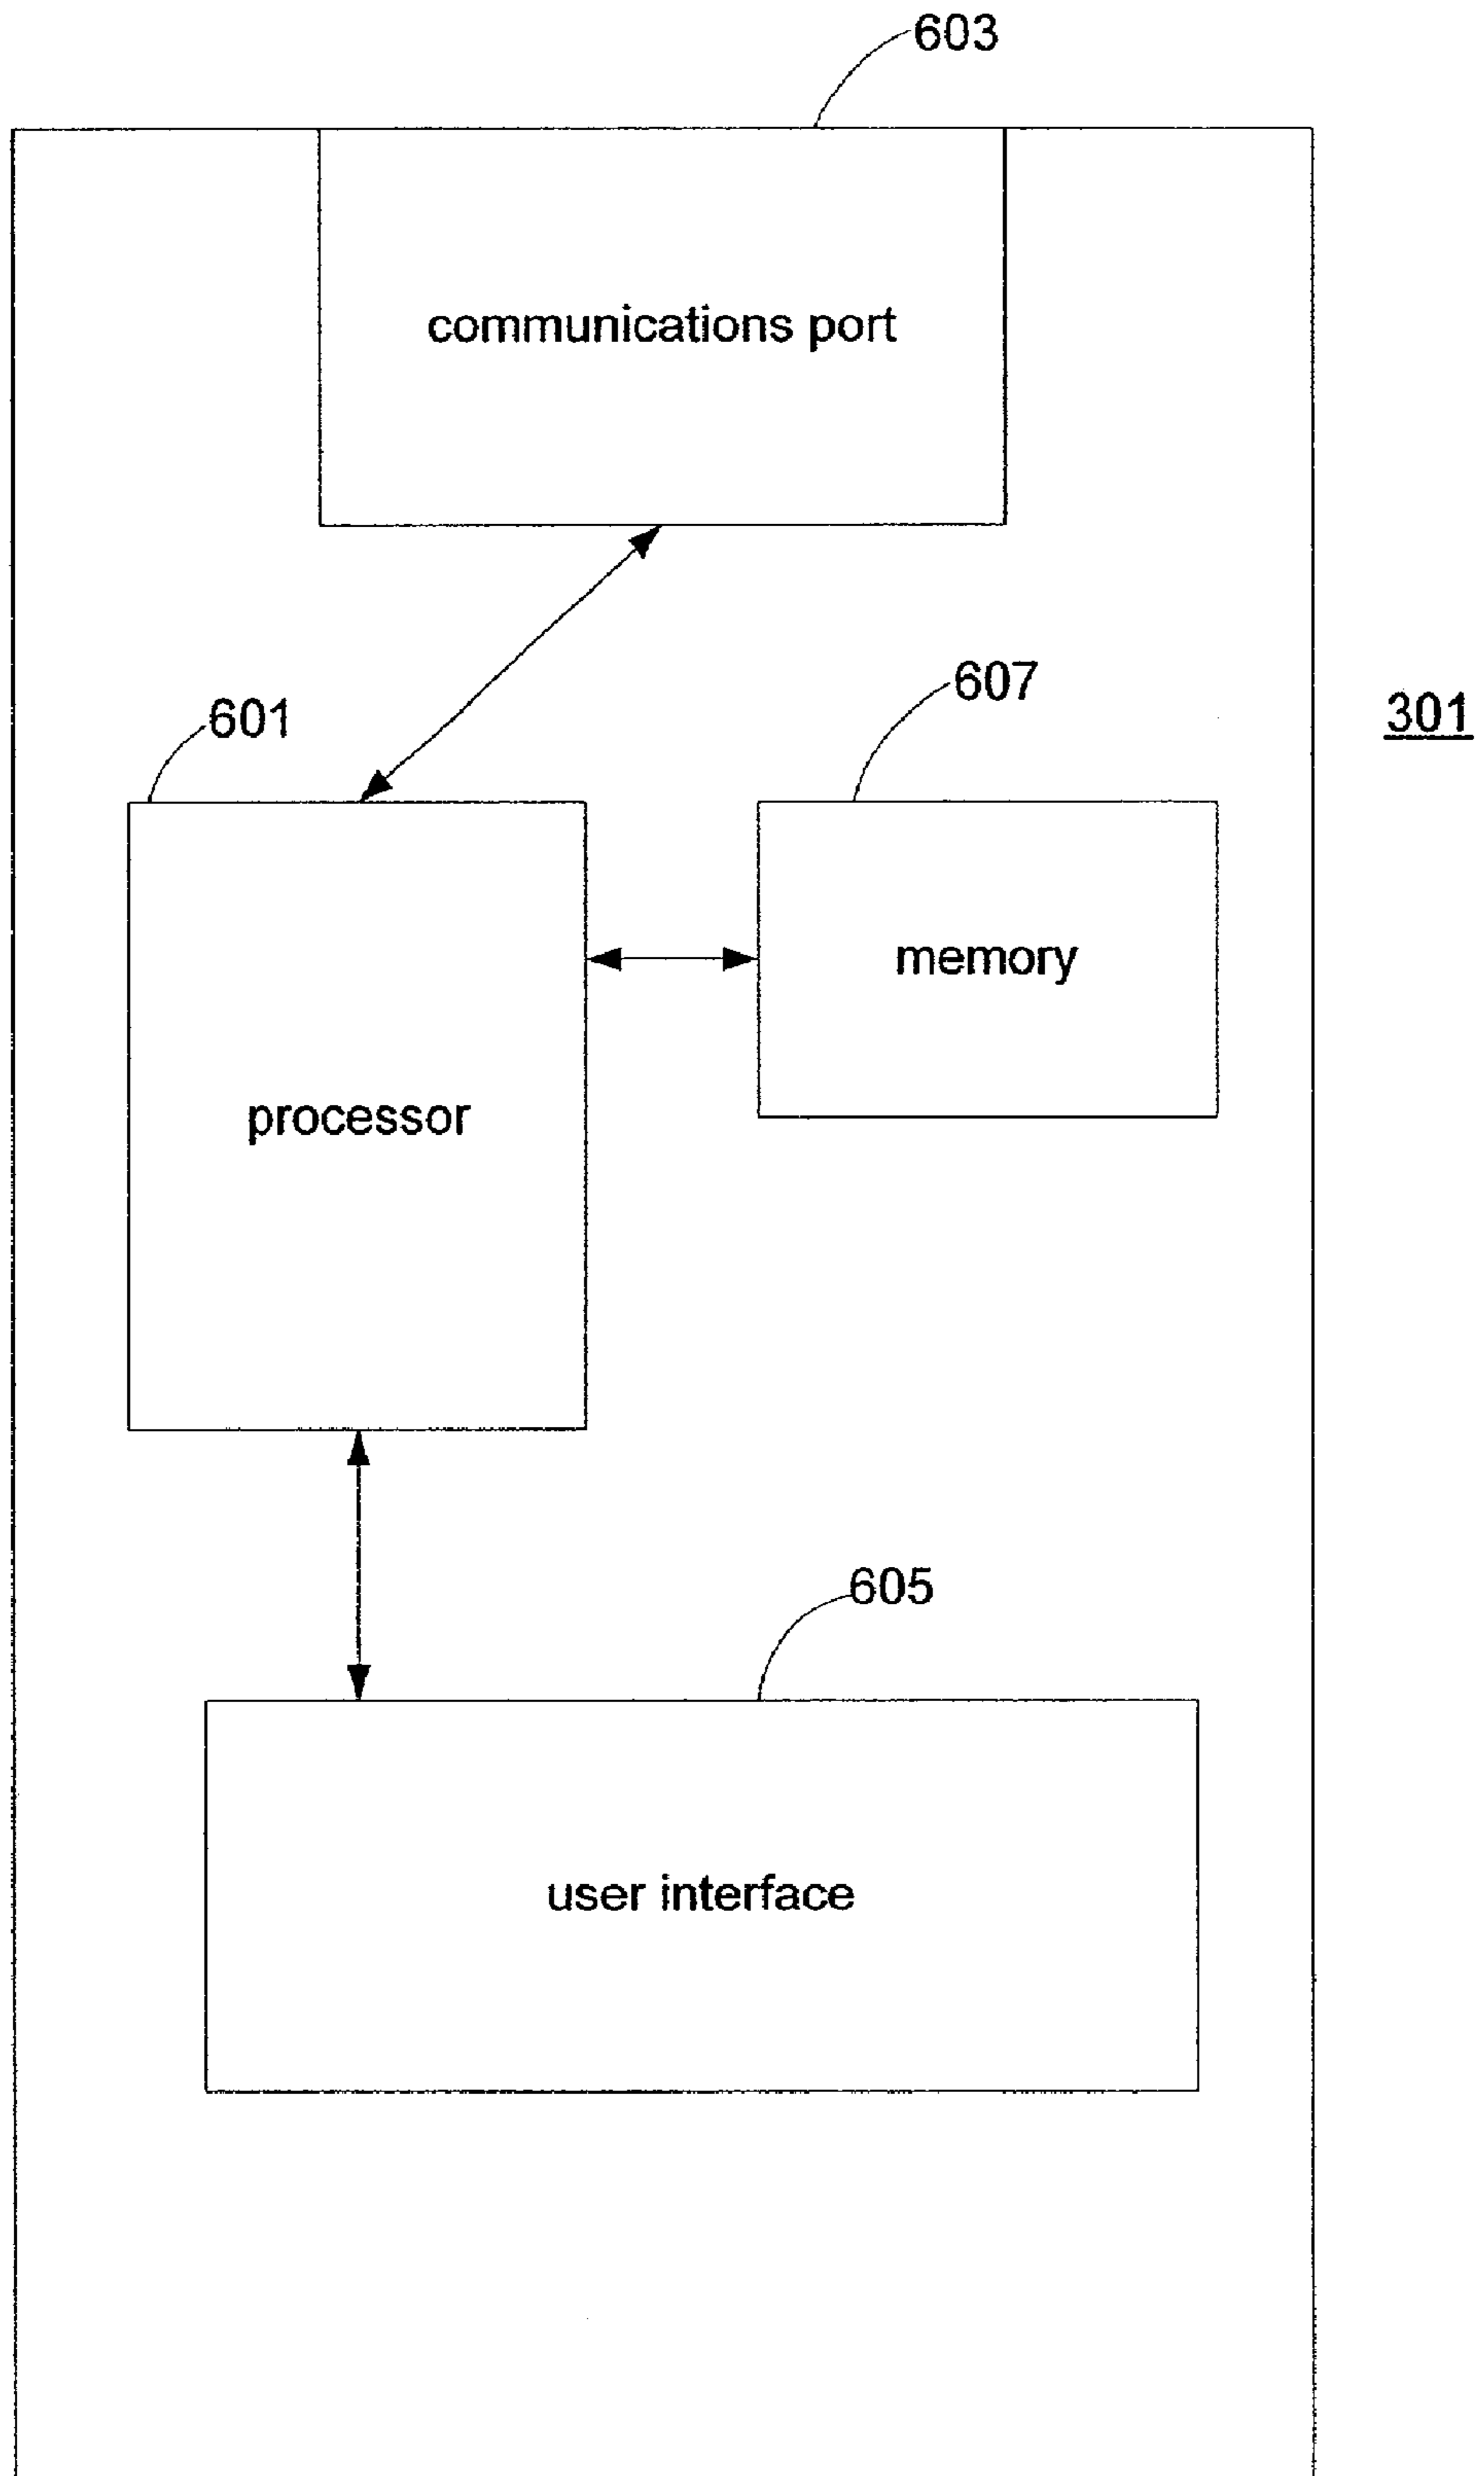 603
communications port
607
301
601
memory
processor
605
user interface